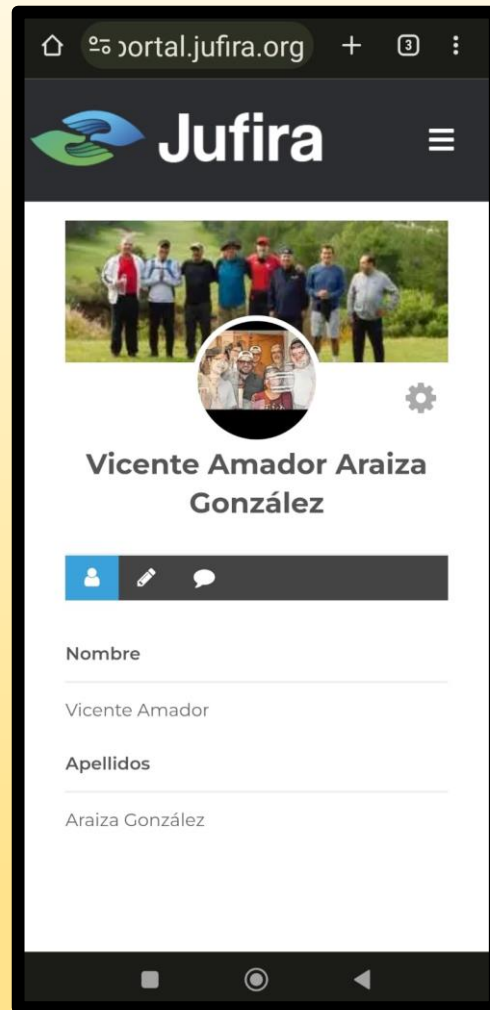 portal.jufira.org
3
Jufira
Vicente Amador Araiza
González
Nombre
Vicente Amador
Apellidos
Araiza González